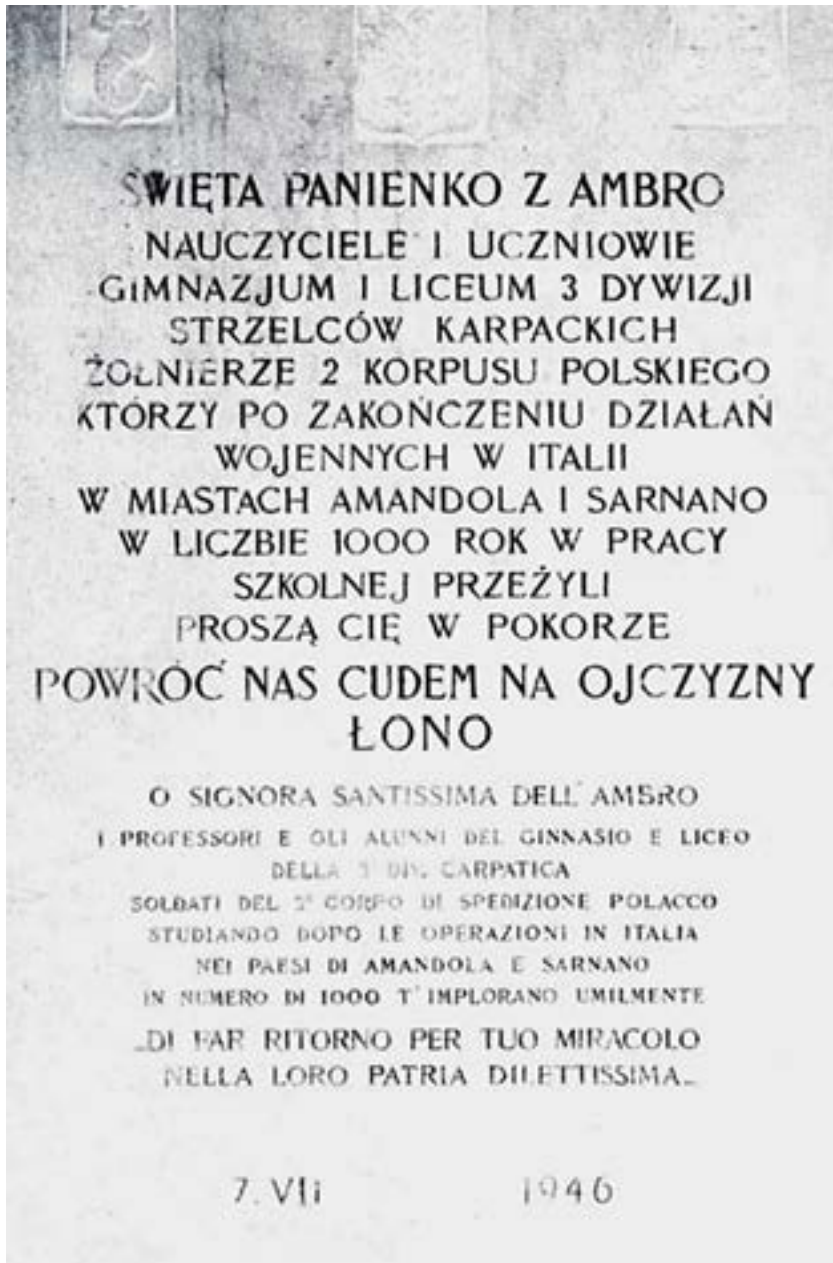 ŚWIĘTA PANIENKO Z AMBRO
NAUCZYCIELE I UCZNIOWIE
GIMNAZJUM I LICEUM 3 DYWIZJI
STRZELCÓW KARPACKICH
ŻOŁNIERZE 2 KORPUSU POLSKIEGO
KTÓRZY PO ZAKOŃCZENIU DZIAŁAŃ
WOJENNYCH W ITALII
W MIASTACH AMANDOLA I SARNANO
W LICZBIE 1000 ROK W PRACY
SZKOLNEJ PRZEŻYLI
PROSZĄ CIĘ W POKORZE
POWRÓĆ NAS CUDEM NA OJCZYZNY
ŁONO
O SIGNORA SANTISSIMA DELL'AMBRO
I PROFESSORI E GLI ALUNNI DEL GINNASIO E LICEO
DELLA 3 DIV. CARPATICA
SOLDATI DEL 2° CORPO DI SPEDIZIONE POLACCO
STUDIANDO DOPO LE OPERAZIONI IN ITALIA
NEI PAESI DI AMANDOLA E SARNANO
IN NUMERO DI 1000 T'IMPLORANO UMILMENTE
„DI FAR RITORNO PER TUO MIRACOLO
NELLA LORO PATRIA DILETTISSIMA„
7. VII 1946